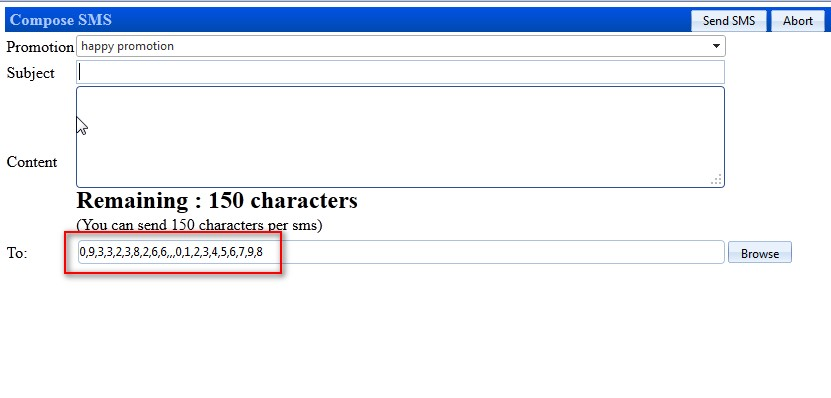 Compose SMS Send SMS Abort
Promotion happy promotion
Subject
Content
Remaining : 150 characters
(You can send 150 characters per sms)
To: 0,9,3,3,2,3,8,2,6,6,,,0,1,2,3,4,5,6,7,9,8 Browse